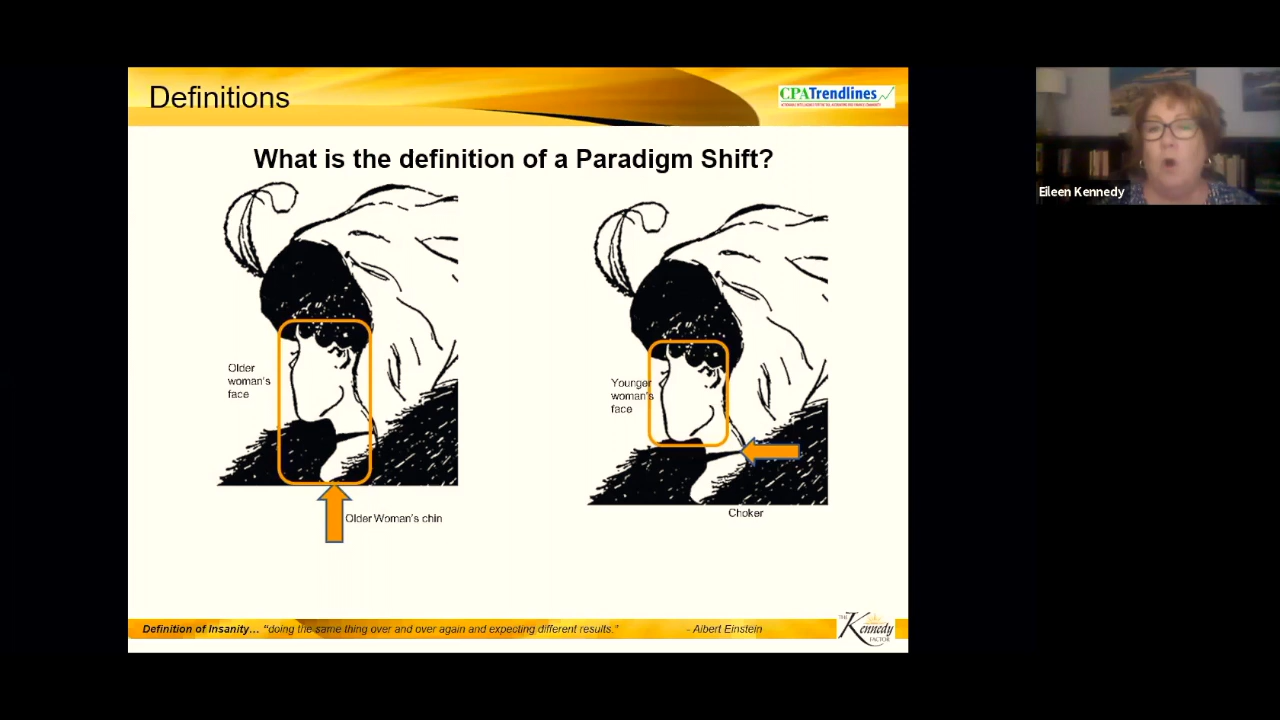 Definitions
CPATrendlines
What is the definition of a Paradigm Shift?
Eileen Kennedy
Older
woman's
face
Younger
woman's
face
Older Woman's chin
Choker
Definition of Insanity... "doing the same thing over and over again and expecting different results." - Albert Einstein
THE
Kennedy
FACTOR